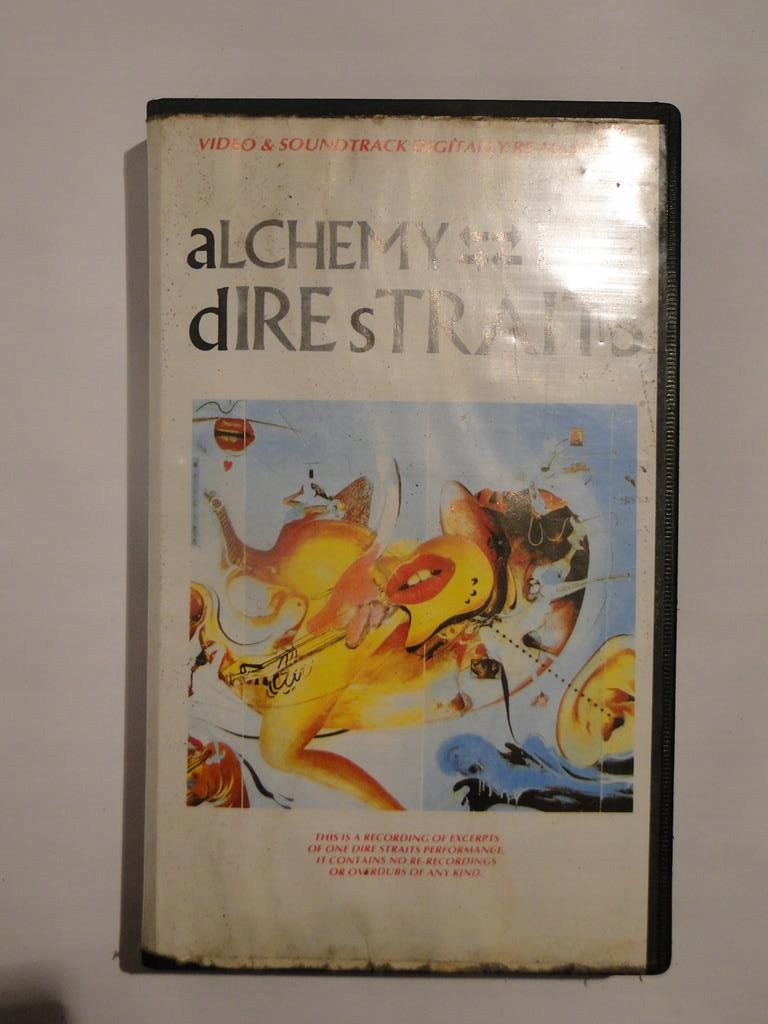 VIDEO & SOUNDTRACK DIGITALLY
aLCHEMY
dIRE sTRAITS
THIS IS A RECORDING OF EXCERPTS
OF ONE DIRE STRAITS PERFORMANCE,
IT CONTAINS NO RE-RECORDINGS
OR OVERDUBS OF ANY KIND.